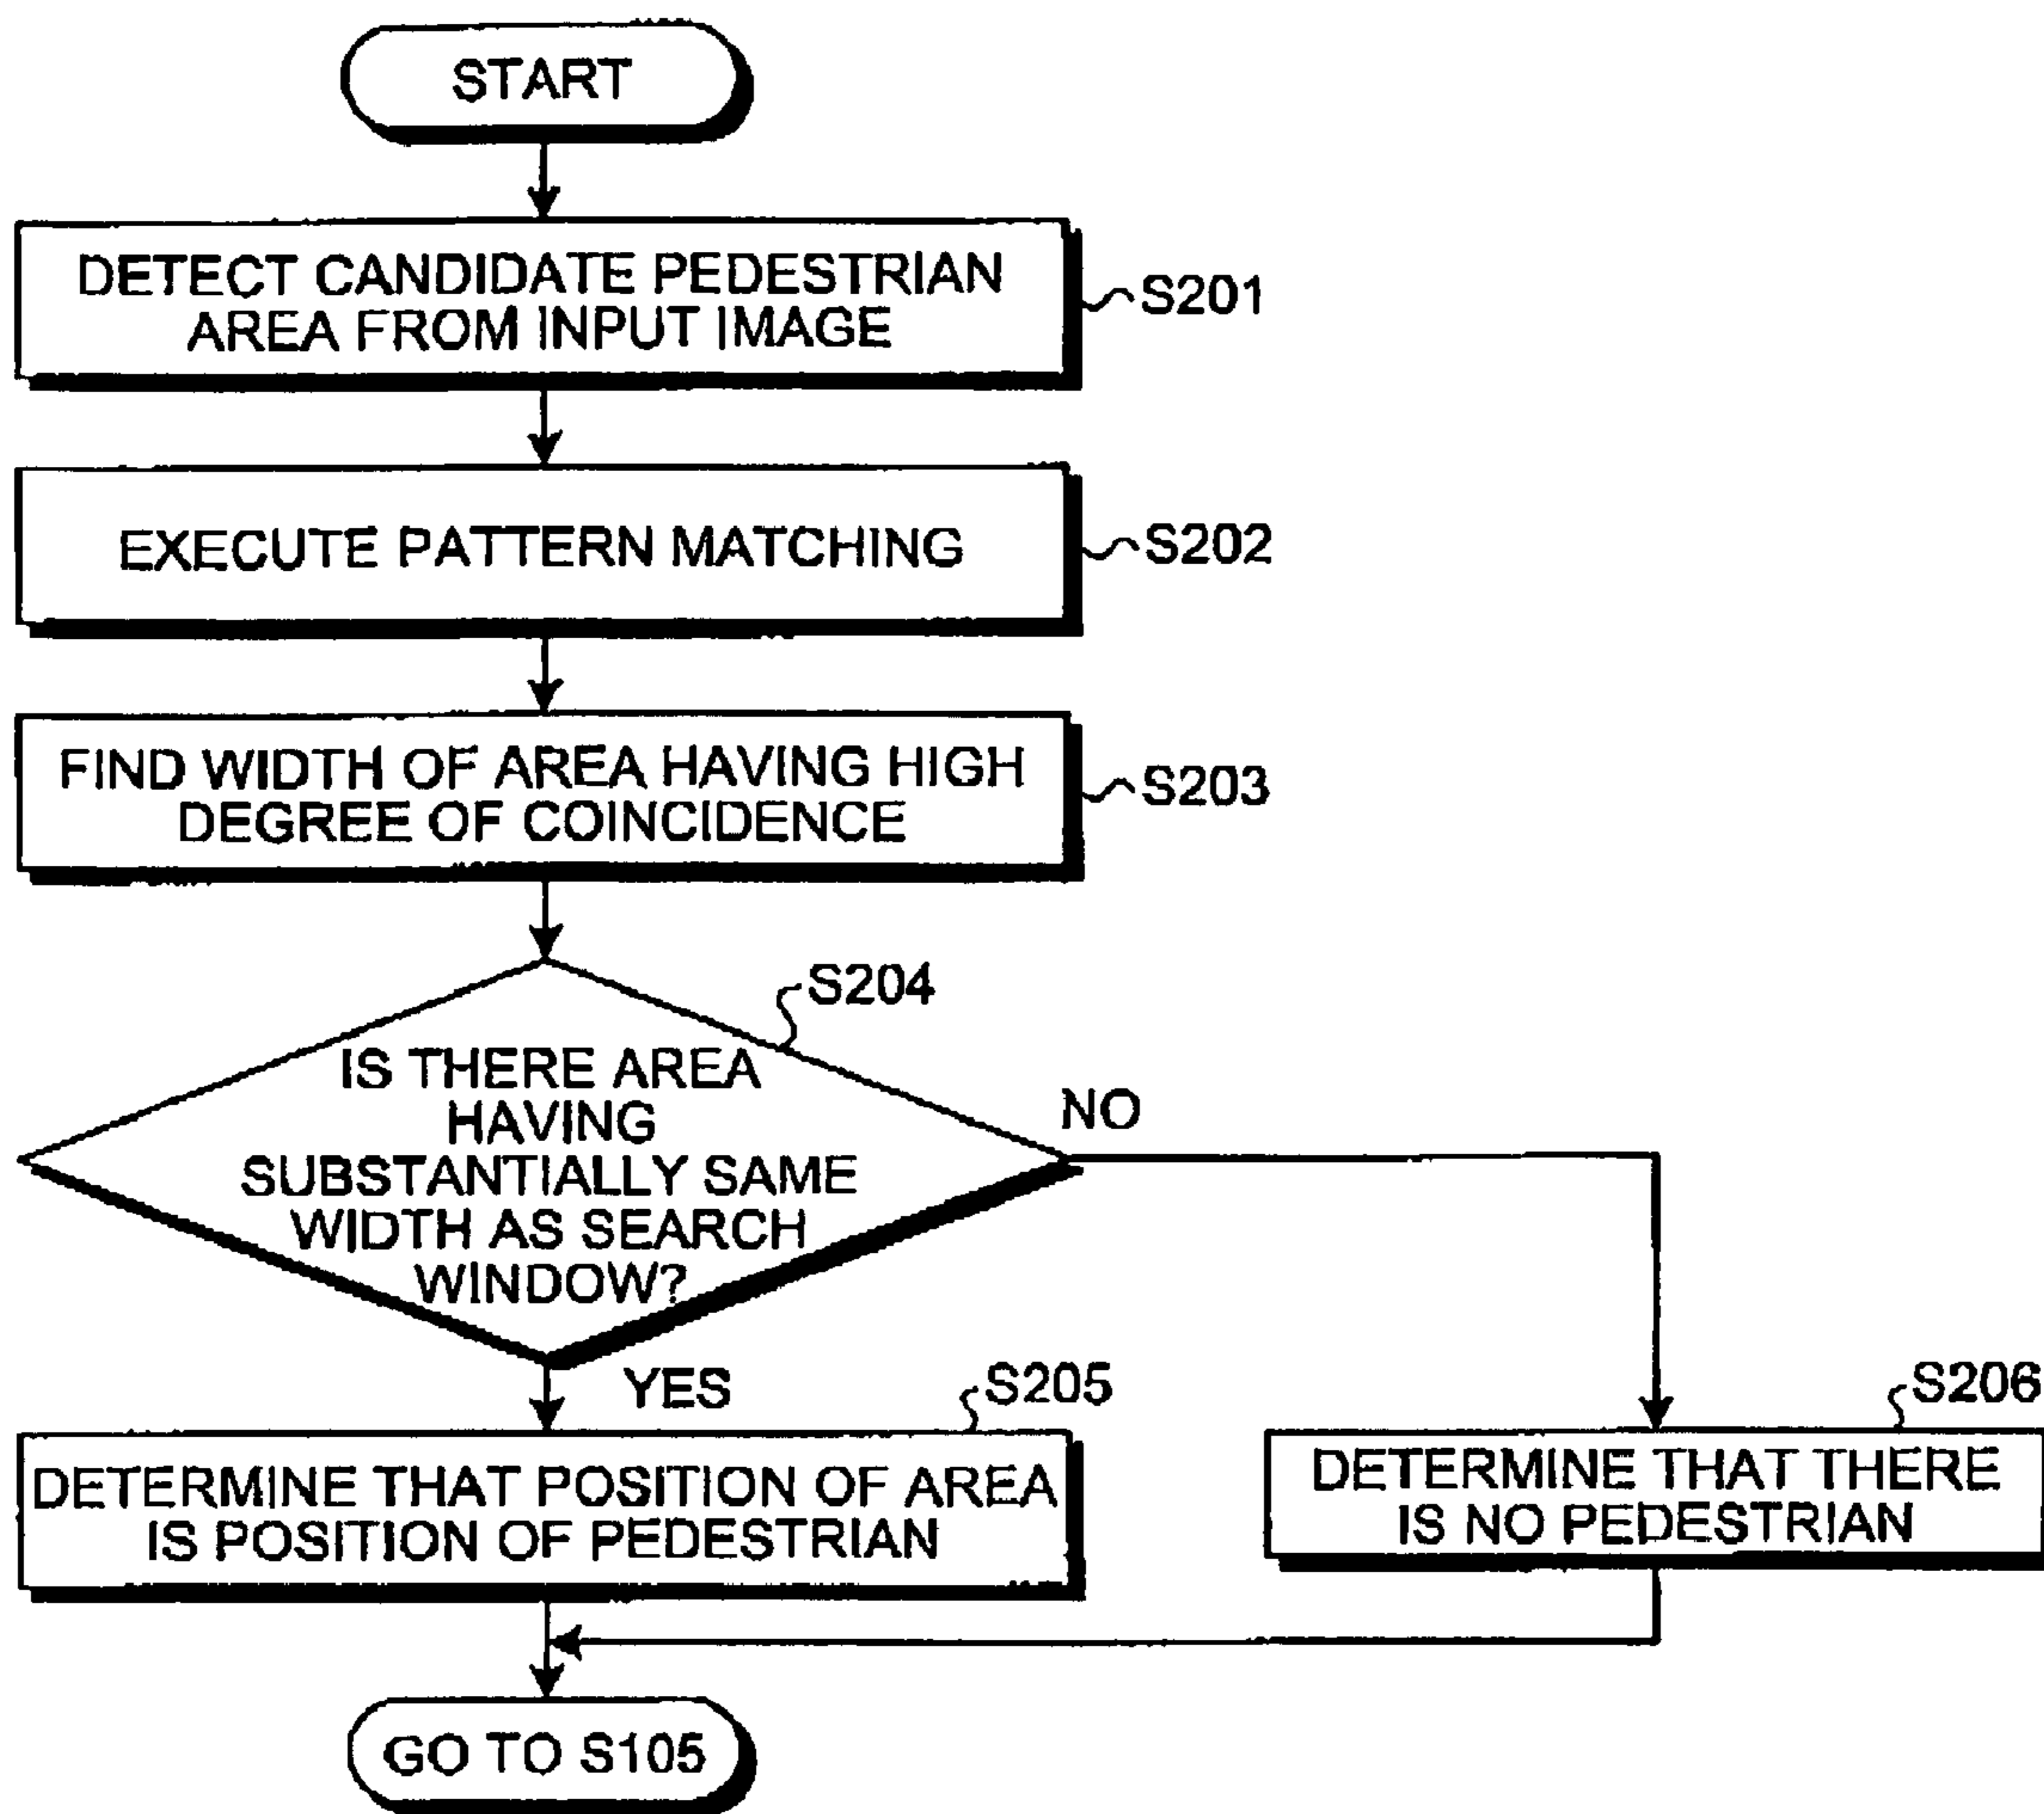 START
DETECT CANDIDATE PEDESTRIAN
AREA FROM INPUT IMAGE
S201
EXECUTE PATTERN MATCHING
S202
FIND WIDTH OF AREA HAVING HIGH
DEGREE OF COINCIDENCE
S203
S204
IS THERE AREA
HAVING
SUBSTANTIALLY SAME
WIDTH AS SEARCH
WINDOW?
NO
YES
S205
DETERMINE THAT POSITION OF AREA
IS POSITION OF PEDESTRIAN
S206
DETERMINE THAT THERE
IS NO PEDESTRIAN
GO TO S105